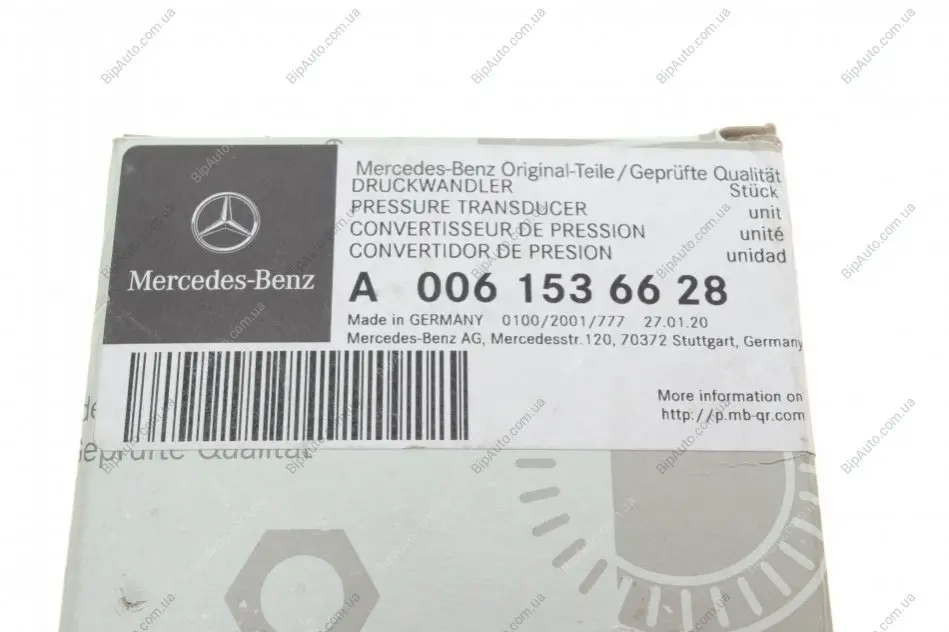 Mercedes-Benz Original-Teile/Geprüfte Qualität
DRUCKWANDLER Stück
PRESSURE TRANSDUCER unit
CONVERTISSEUR DE PRESSION unité
CONVERTIDOR DE PRESION unidad
Mercedes-Benz
A 006 153 66 28
Made in GERMANY 0100/2001/777 27.01.20
Mercedes-Benz AG, Mercedesstr.120, 70372 Stuttgart, Germany
More information on
http://p.mb-qr.com
Geprüfte Qualität
BipAuto.com.ua